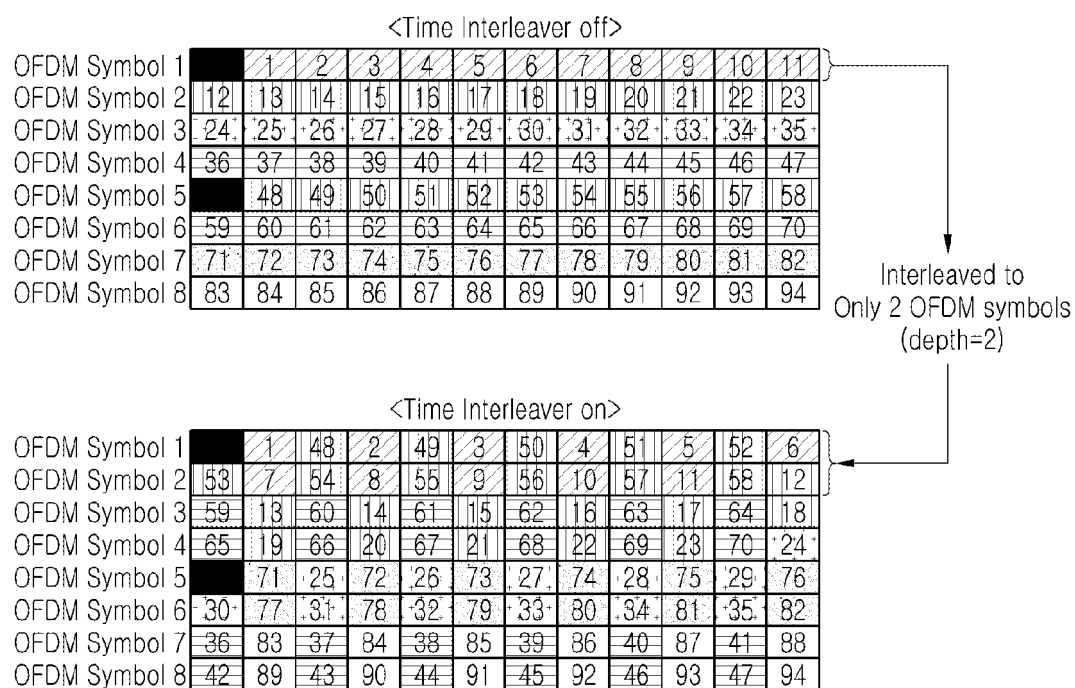 <Time Interleaver off>
OFDM Symbol 1 1 2 3 4 5 6 7 8 9 10 11
OFDM Symbol 2 12 13 14 15 16 17 18 19 20 21 22 23
OFDM Symbol 3 24 25 26 27 28 29 30 31 32 33 34 35
OFDM Symbol 4 36 37 38 39 40 41 42 43 44 45 46 47
OFDM Symbol 5 48 49 50 51 52 53 54 55 56 57 58
OFDM Symbol 6 59 60 61 62 63 64 65 66 67 68 69 70
OFDM Symbol 7 71 72 73 74 75 76 77 78 79 80 81 82
OFDM Symbol 8 83 84 85 86 87 88 89 90 91 92 93 94
Interleaved to
Only 2 OFDM symbols
(depth=2)
<Time Interleaver on>
OFDM Symbol 1 1 48 2 49 3 50 4 51 5 52 6
OFDM Symbol 2 53 7 54 8 55 9 56 10 57 11 58 12
OFDM Symbol 3 59 13 60 14 61 15 62 16 63 17 64 18
OFDM Symbol 4 65 19 66 20 67 21 68 22 69 23 70 24
OFDM Symbol 5 71 25 72 26 73 27 74 28 75 29 76
OFDM Symbol 6 30 77 31 78 32 79 33 80 34 81 35 82
OFDM Symbol 7 36 83 37 84 38 85 39 86 40 87 41 88
OFDM Symbol 8 42 89 43 90 44 91 45 92 46 93 47 94